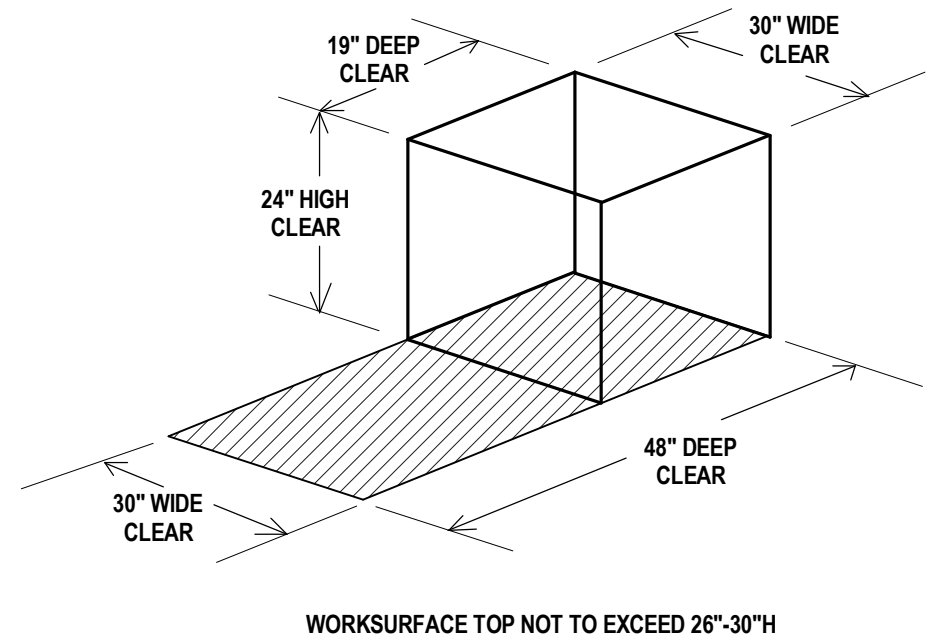 19" DEEP
CLEAR
30" WIDE
CLEAR
24" HIGH
CLEAR
48" DEEP
CLEAR
30" WIDE
CLEAR
WORKSURFACE TOP NOT TO EXCEED 26"-30"H